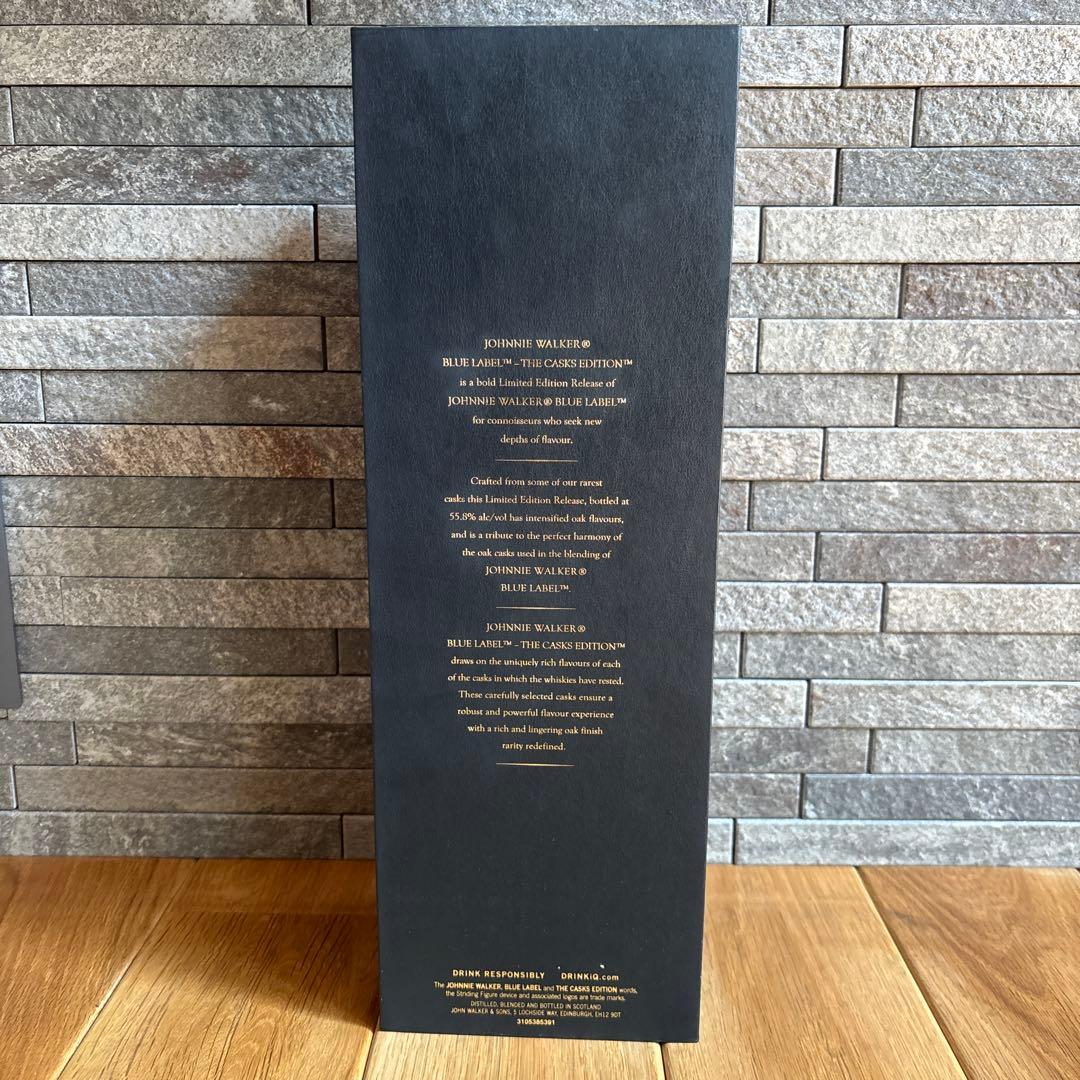 JOHNNIE WALKER®
BLUE LABEL™ – THE CASKS EDITION™
is a bold Limited Edition Release of
JOHNNIE WALKER® BLUE LABEL™
for connoisseurs who seek new
depths of flavour.
Crafted from some of our rarest
casks this Limited Edition Release, bottled at
55.8% alc/vol has intensified oak flavours,
and is a tribute to the perfect harmony of
the oak casks used in the blending of
JOHNNIE WALKER®
BLUE LABEL™.
JOHNNIE WALKER®
BLUE LABEL™ – THE CASKS EDITION™
draws on the uniquely rich flavours of each
of the casks in which the whiskies have rested.
These carefully selected casks ensure a
robust and powerful flavour experience
with a rich and lingering oak finish
rarity redefined.
DRINK RESPONSIBLY DRINKiQ.com
The JOHNNIE WALKER, BLUE LABEL and THE CASKS EDITION words,
the Striding Figure device and associated logos are trade marks.
DISTILLED, BLENDED AND BOTTLED IN SCOTLAND
JOHN WALKER & SONS, 5 LOCHSIDE WAY, EDINBURGH, EH12 9DT
3105385391